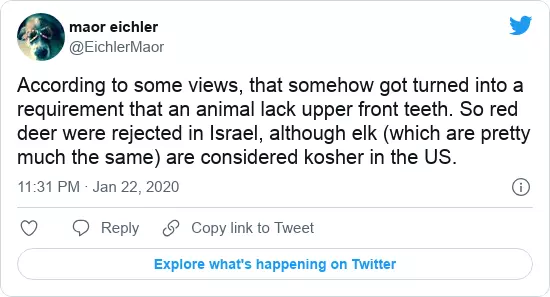 maor eichler
@EichlerMaor
According to some views, that somehow got turned into a
requirement that an animal lack upper front teeth. So red
deer were rejected in Israel, although elk (which are pretty
much the same) are considered kosher in the US.
11:31 PM · Jan 22, 2020
Reply
Copy link to Tweet
Explore what's happening on Twitter